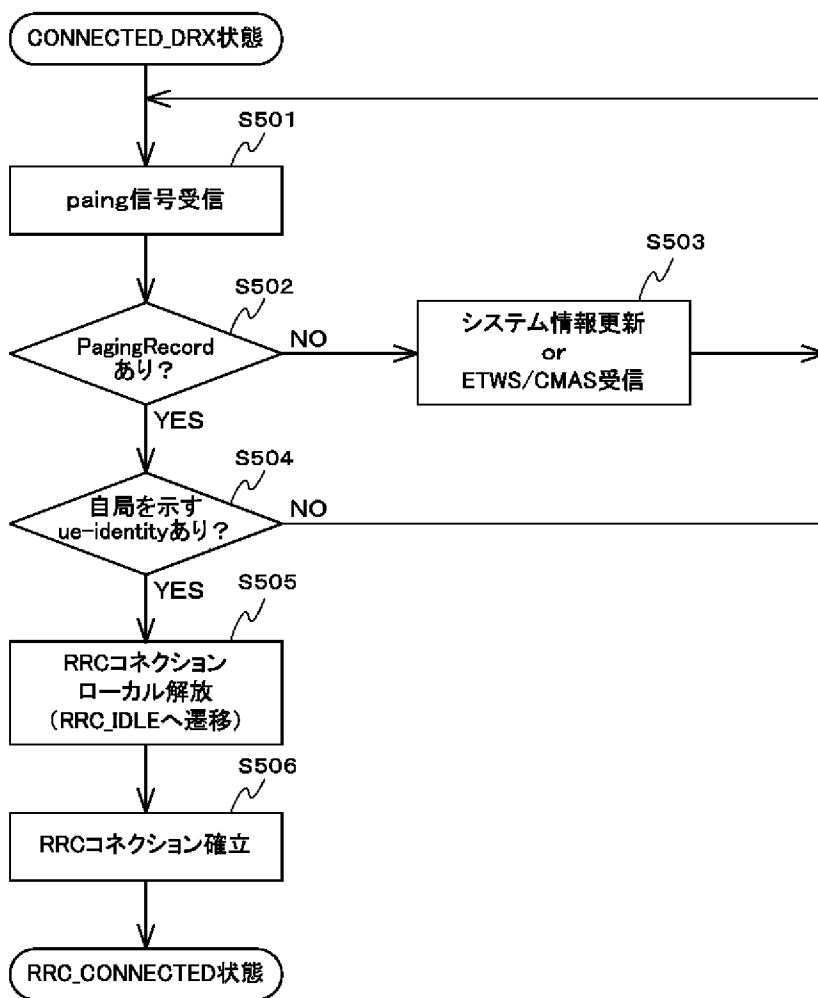 CONNECTED_DRX状態
S501
paing信号受信
S502
PagingRecord
あり？
NO
YES
S503
システム情報更新
or
ETWS/CMAS受信
S504
自局を示す
ue-identityあり？
NO
YES
S505
RRCコネクション
ローカル解放
（RRC_IDLEへ遷移）
S506
RRCコネクション確立
RRC_CONNECTED状態